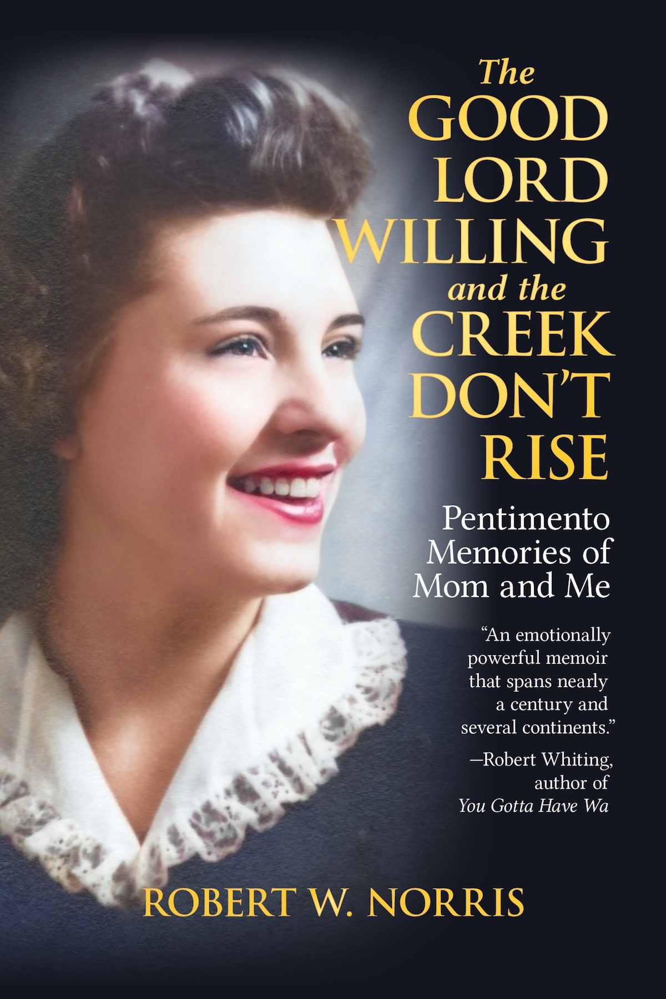 The
GOOD
LORD
WILLING
and the
CREEK
DON’T
RISE
Pentimento
Memories of
Mom and Me
“An emotionally
powerful memoir
that spans nearly
a century and
several continents.”
—Robert Whiting,
author of
You Gotta Have Wa
ROBERT W. NORRIS